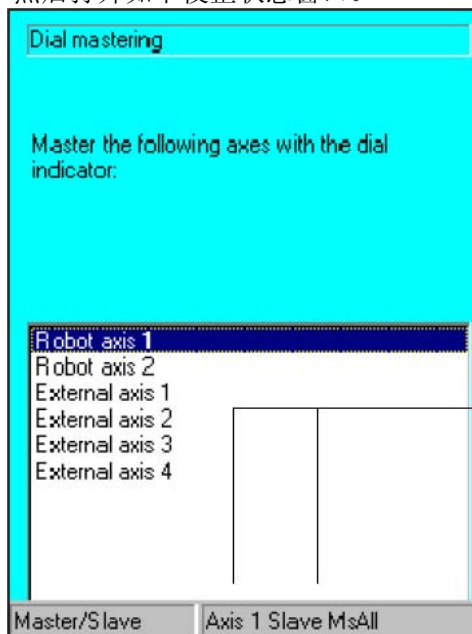 Dial mastering
Master the following axes with the dial
indicator:
Robot axis 1
Robot axis 2
External axis 1
External axis 2
External axis 3
External axis 4
Master/Slave
Axis 1 Slave MsAll